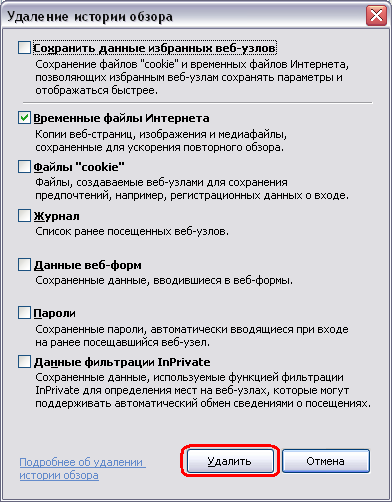 Удаление истории обзора
Сохранить данные избранных веб-узлов
Сохранение файлов "cookie" и временных файлов Интернета,
позволяющих избранным веб-узлам сохранять параметры и
отображаться быстрее.
Временные файлы Интернета
Копии веб-страниц, изображения и медиафайлы,
сохраненные для ускорения повторного обзора.
Файлы "cookie"
Файлы, создаваемые веб-узлами для сохранения
предпочтений, например, регистрационных данных о входе.
Журнал
Список ранее посещенных веб-узлов.
Данные веб-форм
Сохраненные данные, вводившиеся в веб-формы.
Пароли
Сохраненные пароли, автоматически вводящиеся при входе
на ранее посещавшийся веб-узел.
Данные фильтрации InPrivate
Сохраненные данные, используемые функцией фильтрации
InPrivate для определения мест на веб-узлах, которые могут
поддерживать автоматический обмен сведениями о посещениях.
Подробнее об удалении
истории обзора
Удалить
Отмена